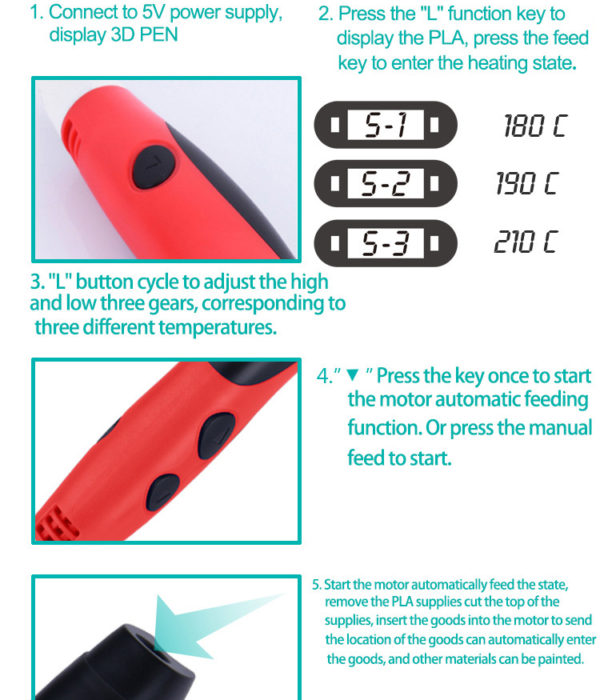 1. Connect to 5V power supply,
display 3D PEN
2. Press the "L" function key to
display the PLA, press the feed
key to enter the heating state.
S-1 180 C
S-2 190 C
S-3 210 C
3. "L" button cycle to adjust the high
and low three gears, corresponding to
three different temperatures.
4." ▼ " Press the key once to start
the motor automatic feeding
function. Or press the manual
feed to start.
5. Start the motor automatically feed the state,
remove the PLA supplies cut the top of the
supplies, insert the goods into the motor to send
the location of the goods can automatically enter
the goods, and other materials can be painted.